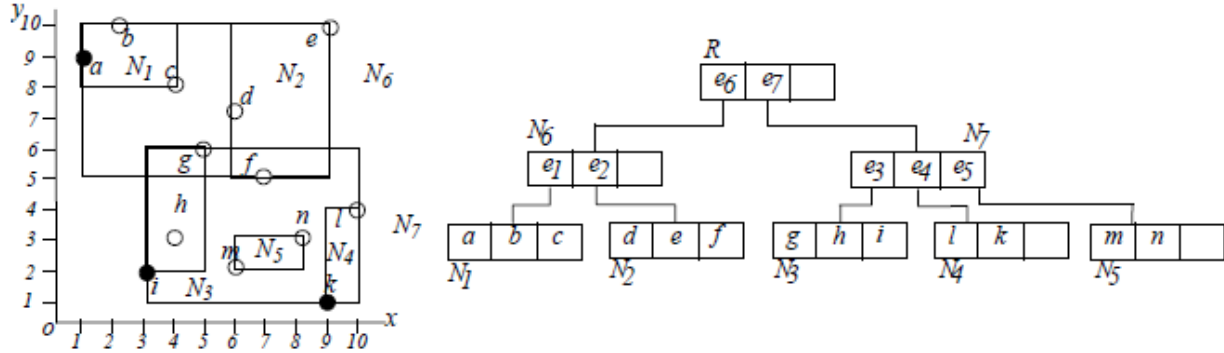 y
10
b
e
9
a
N1
c
N2
N6
8
d
7
6
g
f
5
h
4
l
n
3
m
N5
N4
N7
2
i
N3
k
1
o
1 2 3 4 5 6 7 8 9 10
x
R
e6 e7
N6
N7
e1 e2
e3 e4 e5
a b c
d e f
g h i
l k
m n
N1
N2
N3
N4
N5